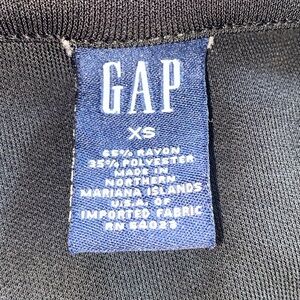 GAP
XS
65% RAYON
35% POLYESTER
MADE IN
NORTHERN
MARIANA ISLANDS
U.S.A. OF
IMPORTED FABRIC
RN 54023